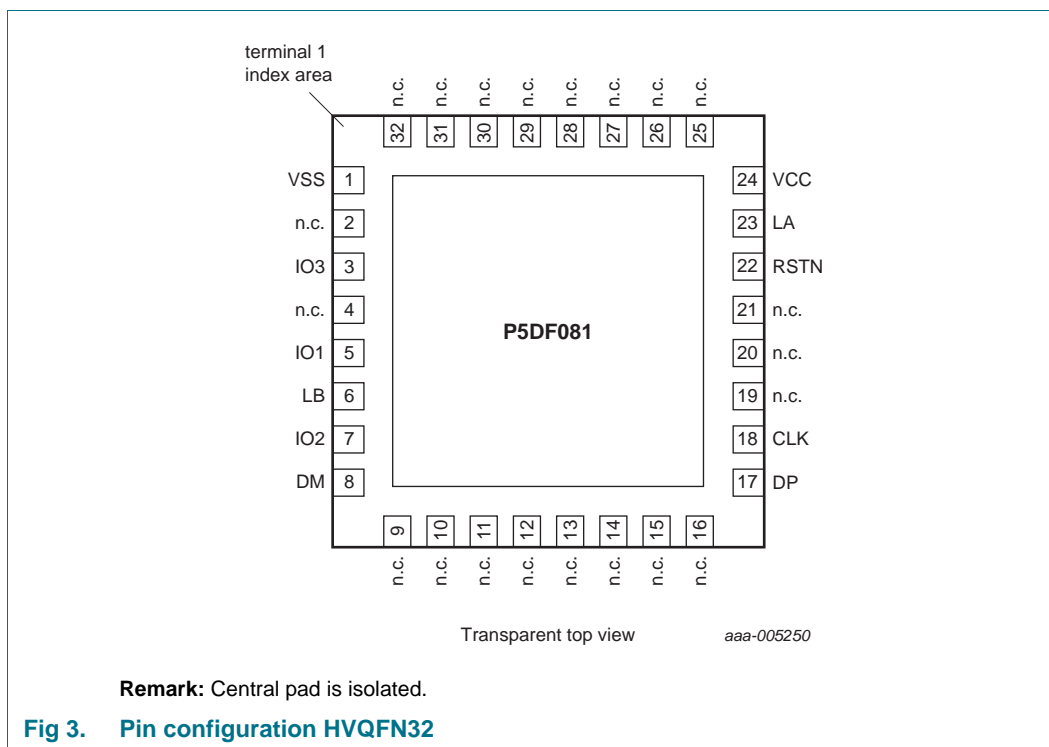 terminal 1
index area
n.c. n.c. n.c. n.c. n.c. n.c. n.c. n.c.
32 31 30 29 28 27 26 25
VSS 1 24 VCC
n.c. 2 23 LA
IO3 3 22 RSTN
n.c. 4 21 n.c.
P5DF081
IO1 5 20 n.c.
LB 6 19 n.c.
IO2 7 18 CLK
DM 8 17 DP
9 10 11 12 13 14 15 16
n.c. n.c. n.c. n.c. n.c. n.c. n.c. n.c.
Transparent top view aaa-005250
Remark: Central pad is isolated.
Fig 3. Pin configuration HVQFN32